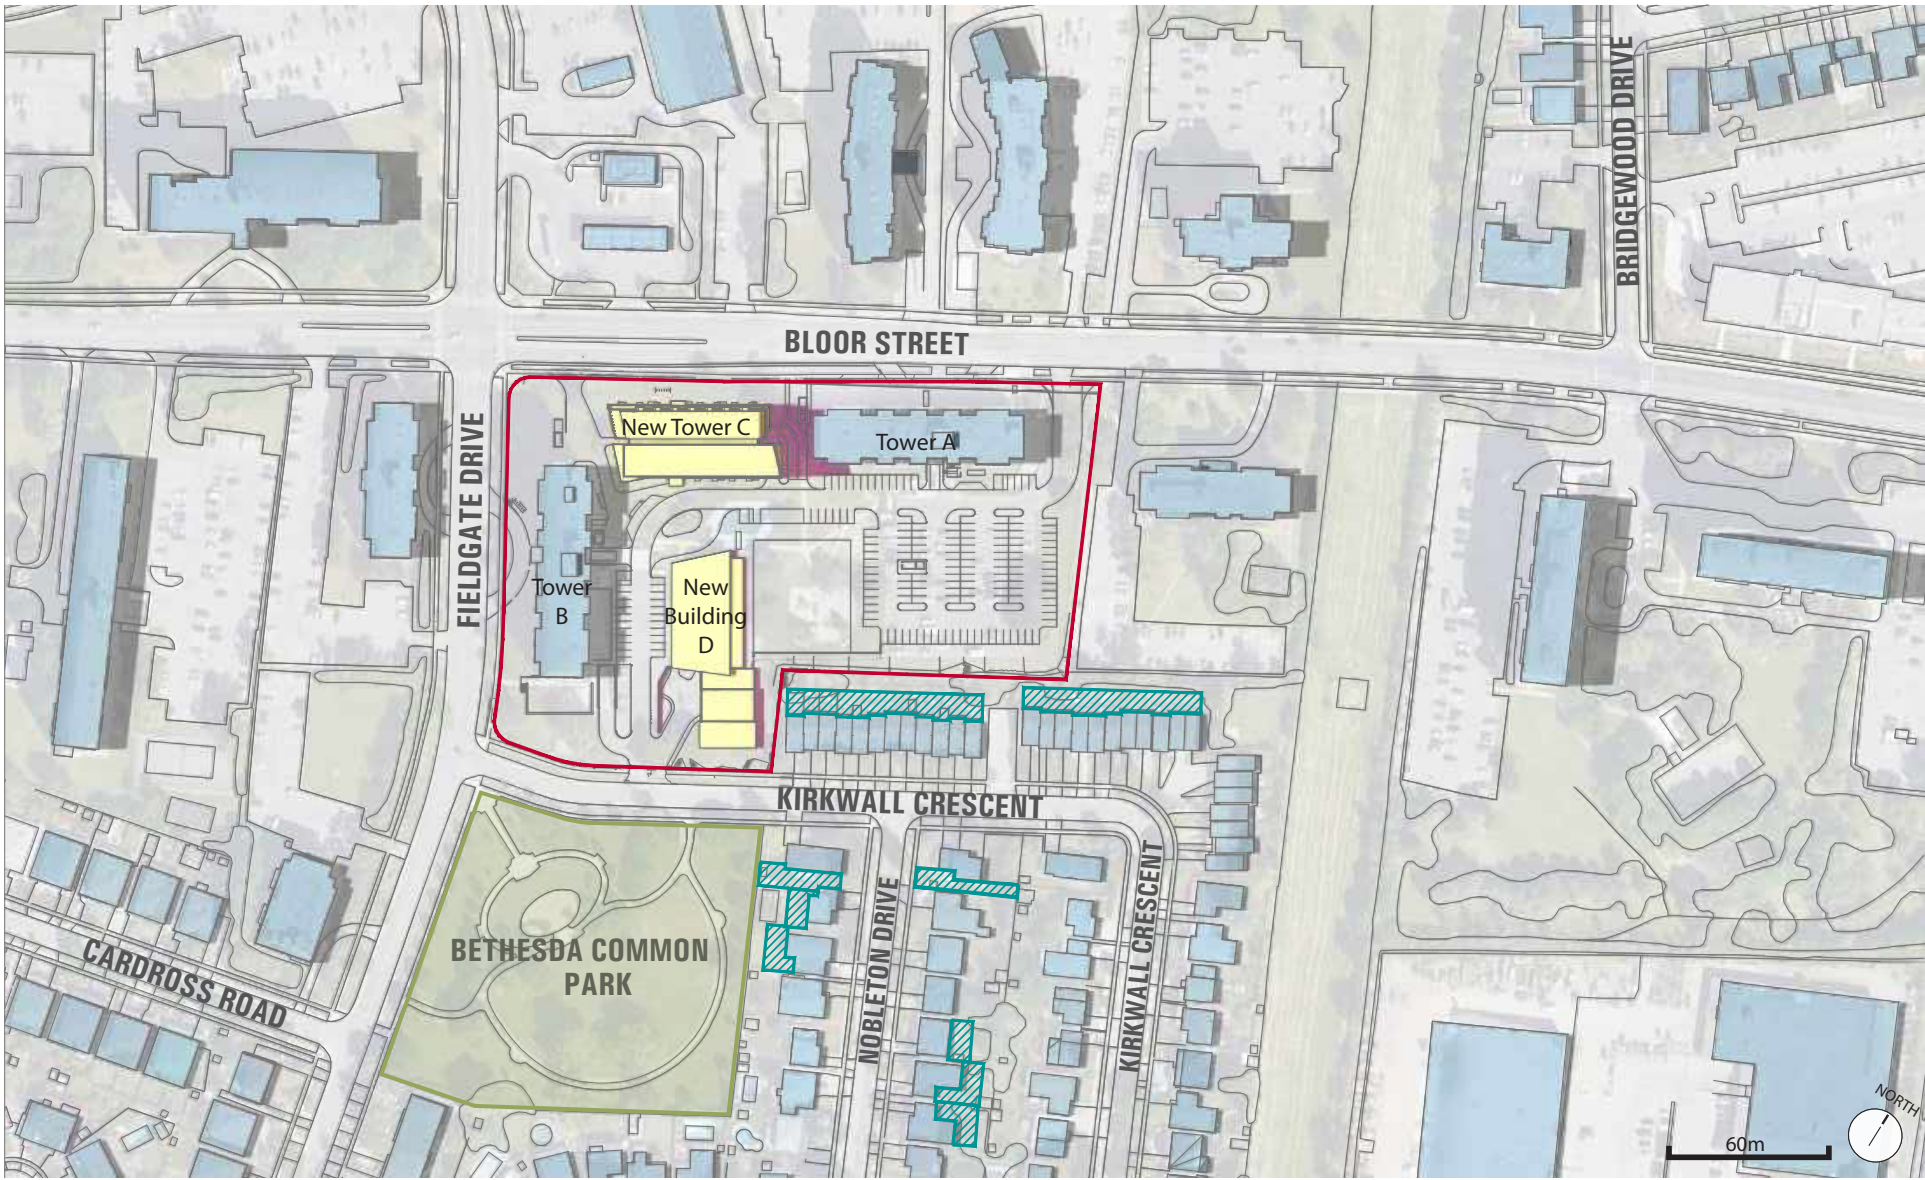 BRIDGEWOOD DRIVE
BLOOR STREET
FIELDGATE DRIVE
New Tower C
Tower A
Tower
B
New
Building
D
KIRKWALL CRESCENT
BETHESDA COMMON
PARK
NOBLETON DRIVE
KIRKWALL CRESCENT
CARDROSS ROAD
60m
NORTH